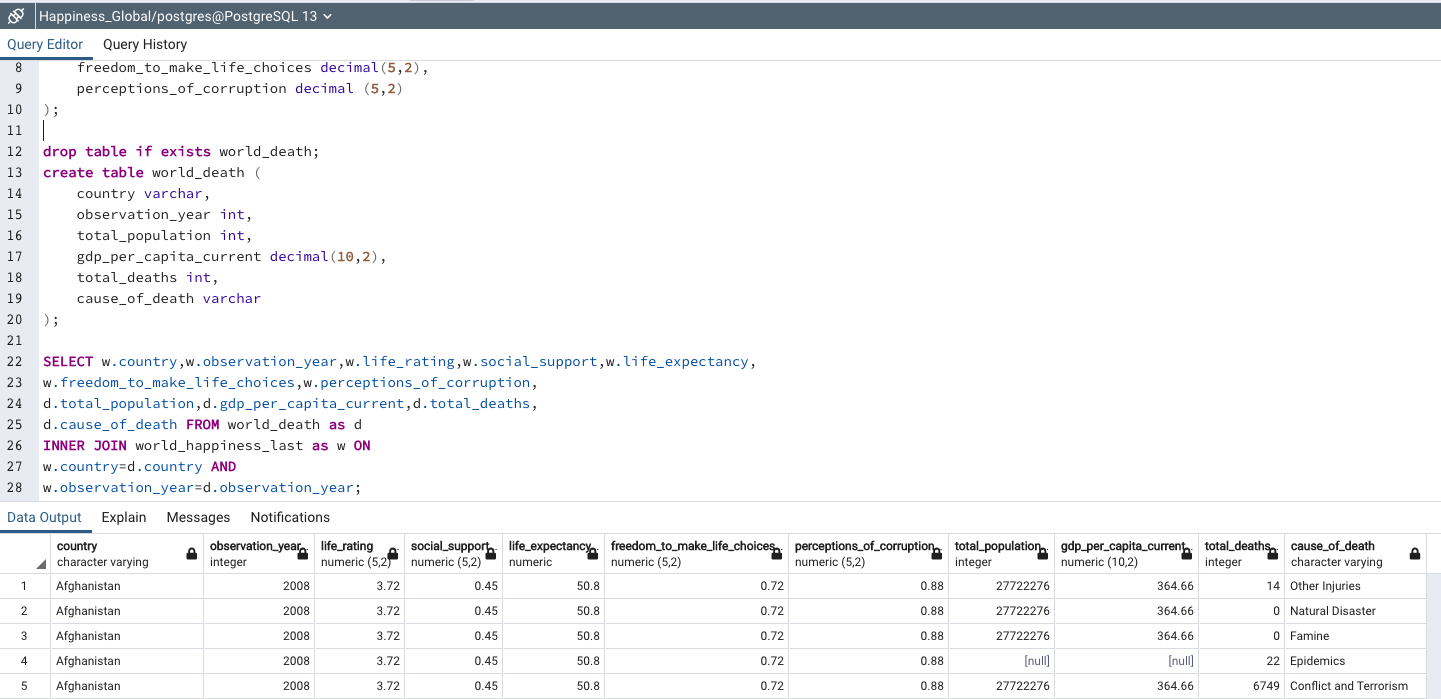 Happiness_Global/postgres@PostgreSQL 13
Query Editor Query History
8 freedom_to_make_life_choices decimal(5,2),
9 perceptions_of_corruption decimal (5,2)
10 );
11
12 drop table if exists world_death;
13 create table world_death (
14 country varchar,
15 observation_year int,
16 total_population int,
17 gdp_per_capita_current decimal(10,2),
18 total_deaths int,
19 cause_of_death varchar
20 );
21
22 SELECT w.country,w.observation_year,w.life_rating,w.social_support,w.life_expectancy,
23 w.freedom_to_make_life_choices,w.perceptions_of_corruption,
24 d.total_population,d.gdp_per_capita_current,d.total_deaths,
25 d.cause_of_death FROM world_death as d
26 INNER JOIN world_happiness_last as w ON
27 w.country=d.country AND
28 w.observation_year=d.observation_year;
Data Output Explain Messages Notifications
country observation_year life_rating social_support life_expectancy freedom_to_make_life_choices perceptions_of_corruption total_population gdp_per_capita_current total_deaths cause_of_death
character varying integer numeric (5,2) numeric (5,2) numeric numeric (5,2) numeric (5,2) integer numeric (10,2) integer character varying
1 Afghanistan 2008 3.72 0.45 50.8 0.72 0.88 27722276 364.66 14 Other Injuries
2 Afghanistan 2008 3.72 0.45 50.8 0.72 0.88 27722276 364.66 0 Natural Disaster
3 Afghanistan 2008 3.72 0.45 50.8 0.72 0.88 27722276 364.66 0 Famine
4 Afghanistan 2008 3.72 0.45 50.8 0.72 0.88 [null] [null] 22 Epidemics
5 Afghanistan 2008 3.72 0.45 50.8 0.72 0.88 27722276 364.66 6749 Conflict and Terrorism